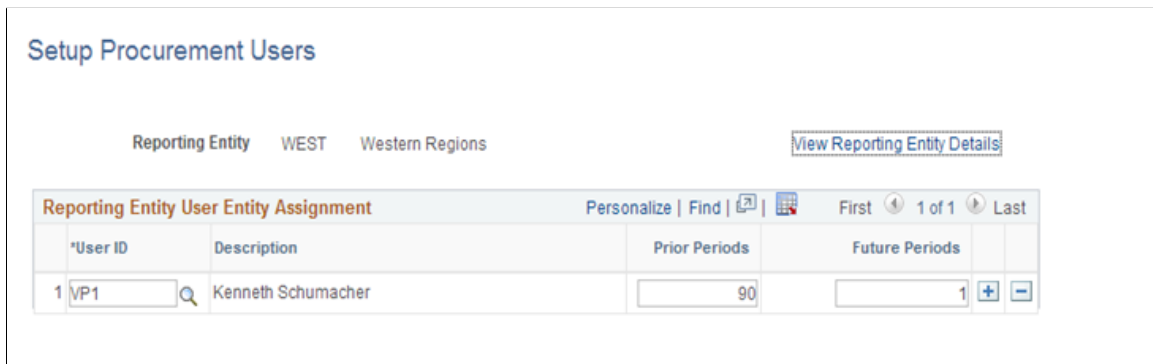 Setup Procurement Users
Reporting Entity WEST Western Regions View Reporting Entity Details
Reporting Entity User Entity Assignment Personalize | Find | | First 1 of 1 Last
*User ID Description Prior Periods Future Periods
1 VP1 Kenneth Schumacher 90 1